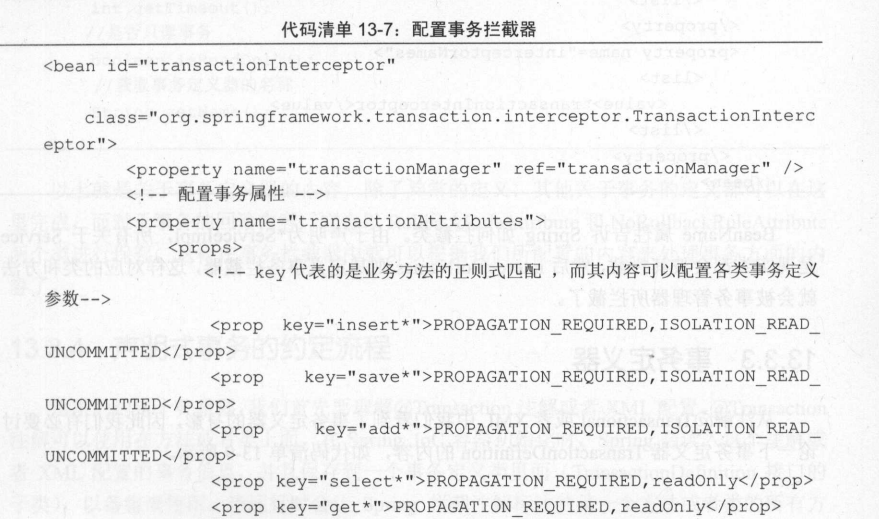 代码清单 13-7：配置事务拦截器
<bean id="transactionInterceptor"
class="org.springframework.transaction.interceptor.TransactionInterc
eptor">
<property name="transactionManager" ref="transactionManager" />
<!-- 配置事务属性 -->
<property name="transactionAttributes">
<props>
<!-- key 代表的是业务方法的正则式匹配 ，而其内容可以配置各类事务定义
参数-->
<prop key="insert*">PROPAGATION_REQUIRED,ISOLATION_READ_
UNCOMMITTED</prop>
<prop key="save*">PROPAGATION_REQUIRED,ISOLATION_READ_
UNCOMMITTED</prop>
<prop key="add*">PROPAGATION_REQUIRED,ISOLATION_READ_
UNCOMMITTED</prop>
<prop key="select*">PROPAGATION_REQUIRED,readOnly</prop>
<prop key="get*">PROPAGATION_REQUIRED,readOnly</prop>